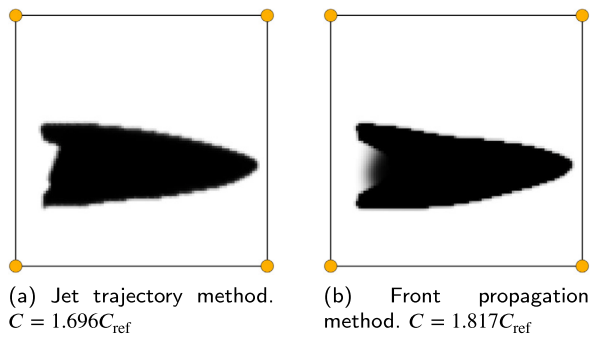 (a) Jet trajectory method.
C = 1.696C_ref
(b) Front propagation
method. C = 1.817C_ref